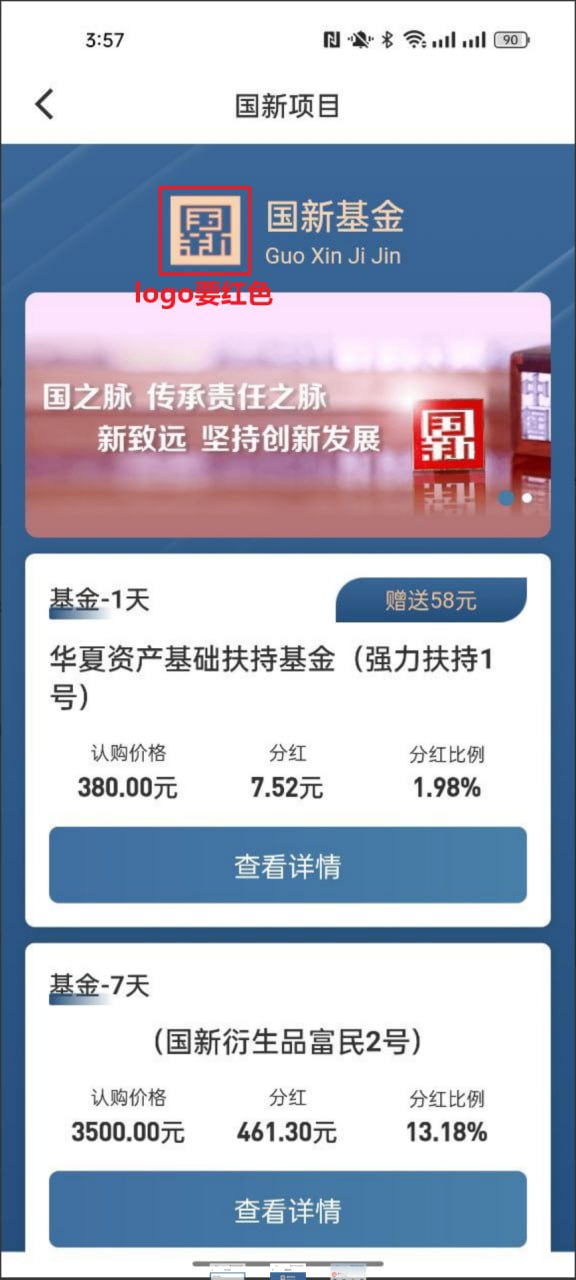 3:57
90
国新项目
国新
国新基金
Guo Xin Ji Jin
logo要红色
国之脉 传承责任之脉
新致远 坚持创新发展
国新
中
国
基金-1天
赠送58元
华夏资产基础扶持基金（强力扶持1
号）
认购价格 分红 分红比例
380.00元 7.52元 1.98%
查看详情
基金-7天
（国新衍生品富民2号）
认购价格 分红 分红比例
3500.00元 461.30元 13.18%
查看详情